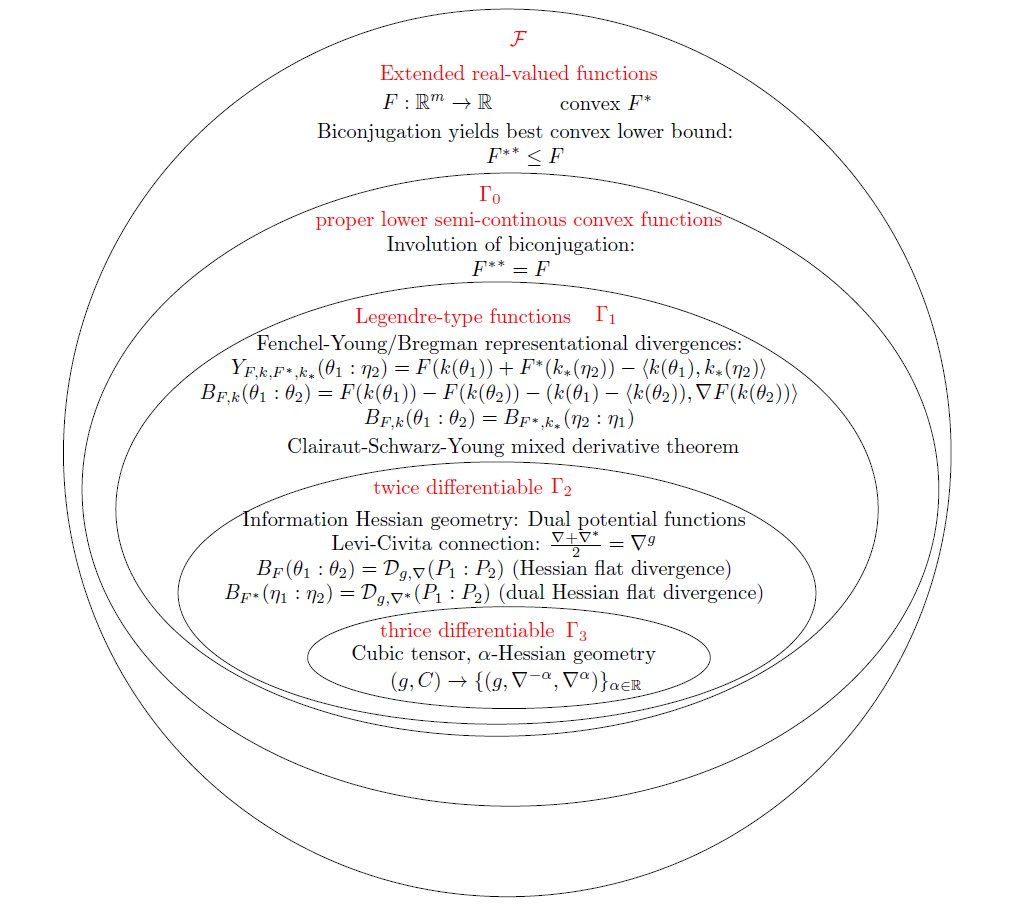 𝓕
Extended real-valued functions
F : ℝᵐ → ℝ convex F*
Biconjugation yields best convex lower bound:
F** ≤ F
Γ₀
proper lower semi-continous convex functions
Involution of biconjugation:
F** = F
Legendre-type functions Γ₁
Fenchel-Young/Bregman representational divergences:
Y_{F,k,F*,k_*}(θ₁ : η₂) = F(k(θ₁)) + F*(k_*(η₂)) − ⟨k(θ₁), k_*(η₂)⟩
B_{F,k}(θ₁ : θ₂) = F(k(θ₁)) − F(k(θ₂)) − (k(θ₁) − ⟨k(θ₂)), ∇F(k(θ₂))⟩
B_{F,k}(θ₁ : θ₂) = B_{F*,k_*}(η₂ : η₁)
Clairaut-Schwarz-Young mixed derivative theorem
twice differentiable Γ₂
Information Hessian geometry: Dual potential functions
Levi-Civita connection: (∇+∇*)/2 = ∇ᵍ
B_F(θ₁ : θ₂) = 𝒟_{g,∇}(P₁ : P₂) (Hessian flat divergence)
B_{F*}(η₁ : η₂) = 𝒟_{g,∇*}(P₁ : P₂) (dual Hessian flat divergence)
thrice differentiable Γ₃
Cubic tensor, α-Hessian geometry
(g, C) → {(g, ∇^{−α}, ∇^{α})}_{α∈ℝ}